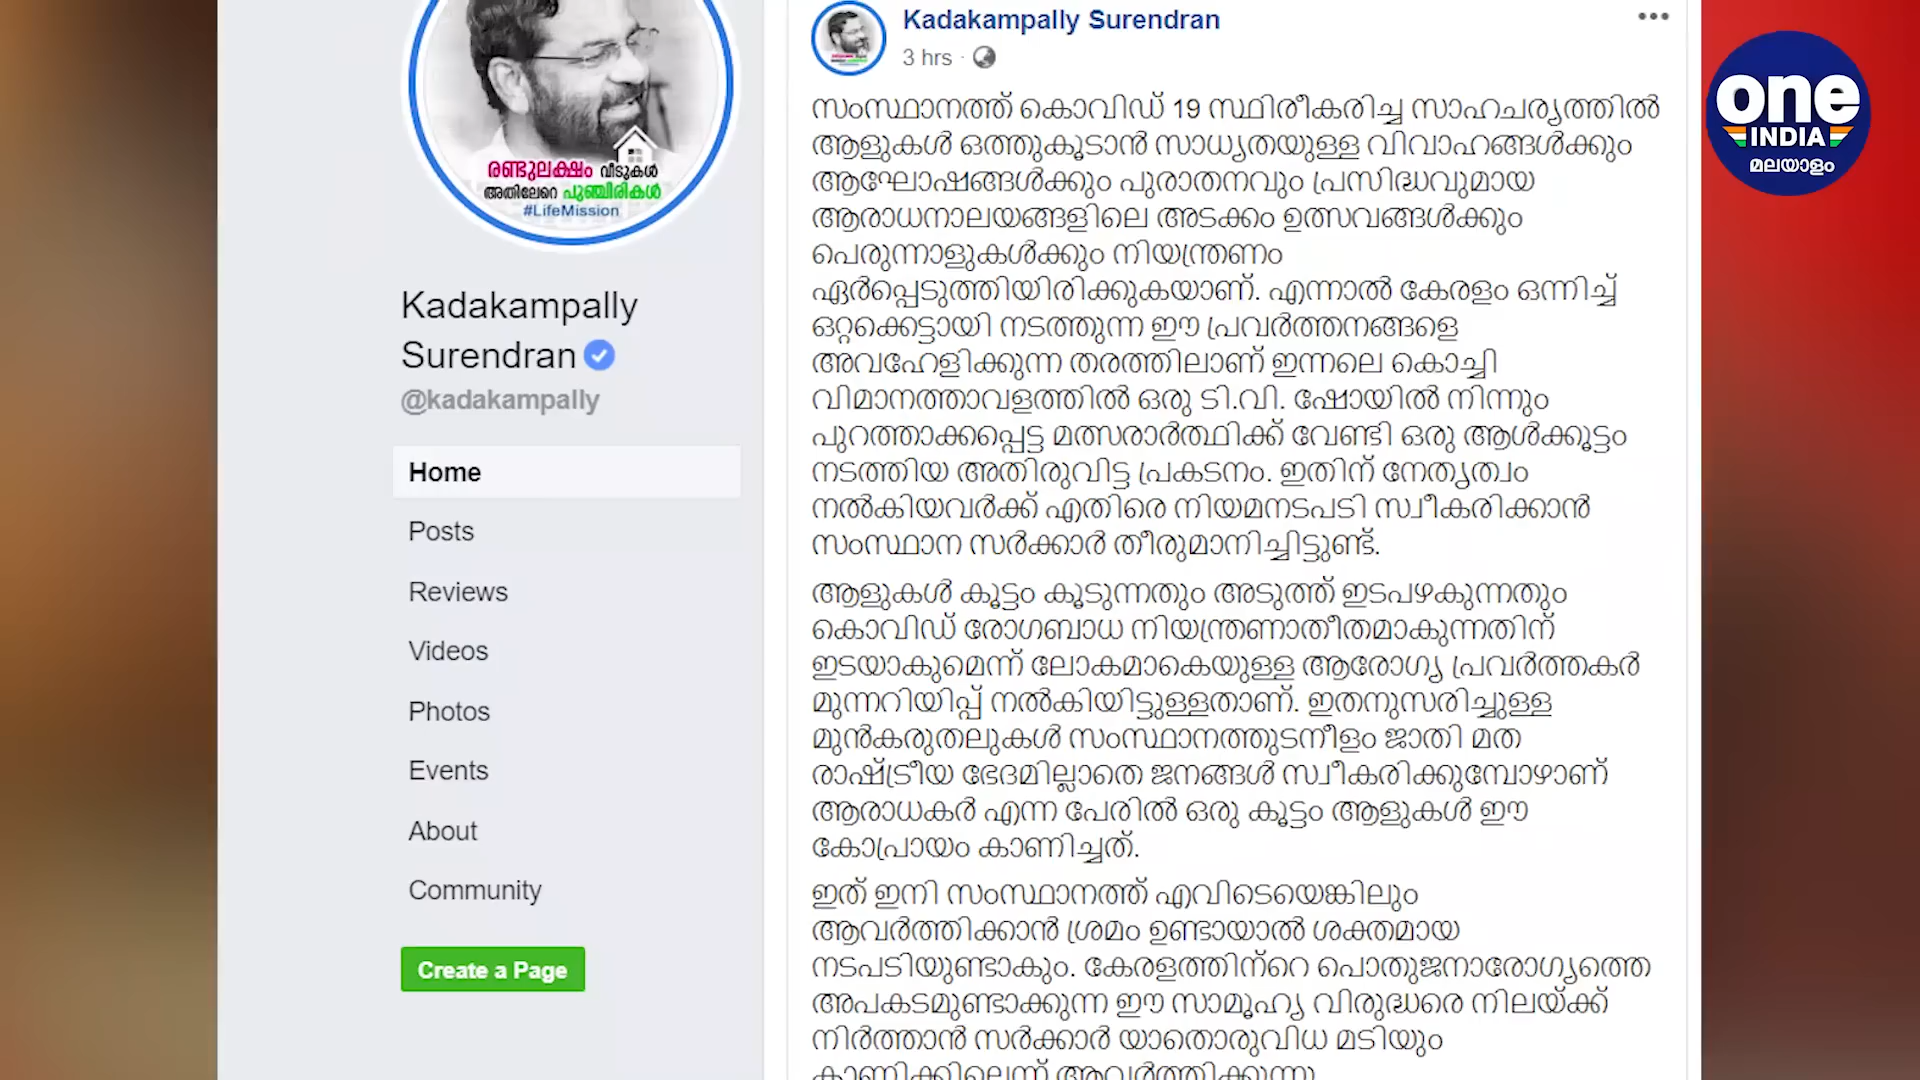 രണ്ടുലക്ഷം വീടുകൾ
അതിലേറെ പുഞ്ചിരികൾ
#LifeMission
Kadakampally
Surendran
@kadakampally
Home
Posts
Reviews
Videos
Photos
Events
About
Community
Create a Page
Kadakampally Surendran
3 hrs ·
സംസ്ഥാനത്ത് കൊവിഡ് 19 സ്ഥിരീകരിച്ച സാഹചര്യത്തിൽ
ആളുകൾ ഒത്തുകൂടാൻ സാധ്യതയുള്ള വിവാഹങ്ങൾക്കും
ആഘോഷങ്ങൾക്കും പുരാതനവും പ്രസിദ്ധവുമായ
ആരാധനാലയങ്ങളിലെ അടക്കം ഉത്സവങ്ങൾക്കും
പെരുന്നാളുകൾക്കും നിയന്ത്രണം
ഏർപ്പെടുത്തിയിരിക്കുകയാണ്. എന്നാൽ കേരളം ഒന്നിച്ച്
ഒറ്റക്കെട്ടായി നടത്തുന്ന ഈ പ്രവർത്തനങ്ങളെ
അവഹേളിക്കുന്ന തരത്തിലാണ് ഇന്നലെ കൊച്ചി
വിമാനത്താവളത്തിൽ ഒരു ടി.വി. ഷോയിൽ നിന്നും
പുറത്താക്കപ്പെട്ട മത്സരാർത്ഥിക്ക് വേണ്ടി ഒരു ആൾക്കൂട്ടം
നടത്തിയ അതിരുവിട്ട പ്രകടനം. ഇതിന് നേതൃത്വം
നൽകിയവർക്ക് എതിരെ നിയമനടപടി സ്വീകരിക്കാൻ
സംസ്ഥാന സർക്കാർ തീരുമാനിച്ചിട്ടുണ്ട്.
ആളുകൾ കൂട്ടം കൂടുന്നതും അടുത്ത് ഇടപഴകുന്നതും
കൊവിഡ് രോഗബാധ നിയന്ത്രണാതീതമാകുന്നതിന്
ഇടയാകുമെന്ന് ലോകമാകെയുള്ള ആരോഗ്യ പ്രവർത്തകർ
മുന്നറിയിപ്പ് നൽകിയിട്ടുള്ളതാണ്. ഇതനുസരിച്ചുള്ള
മുൻകരുതലുകൾ സംസ്ഥാനത്തുടനീളം ജാതി മത
രാഷ്ട്രീയ ഭേദമില്ലാതെ ജനങ്ങൾ സ്വീകരിക്കുമ്പോഴാണ്
ആരാധകർ എന്ന പേരിൽ ഒരു കൂട്ടം ആളുകൾ ഈ
കോപ്രായം കാണിച്ചത്.
ഇത് ഇനി സംസ്ഥാനത്ത് എവിടെയെങ്കിലും
ആവർത്തിക്കാൻ ശ്രമം ഉണ്ടായാൽ ശക്തമായ
നടപടിയുണ്ടാകും. കേരളത്തിന്റെ പൊതുജനാരോഗ്യത്തെ
അപകടമുണ്ടാക്കുന്ന ഈ സാമൂഹ്യ വിരുദ്ധരെ നിലയ്ക്ക്
നിർത്താൻ സർക്കാർ യാതൊരുവിധ മടിയും
കാണിക്കില്ലെന്ന് ആവർത്തിക്കുന്നു
one
INDIA
മലയാളം